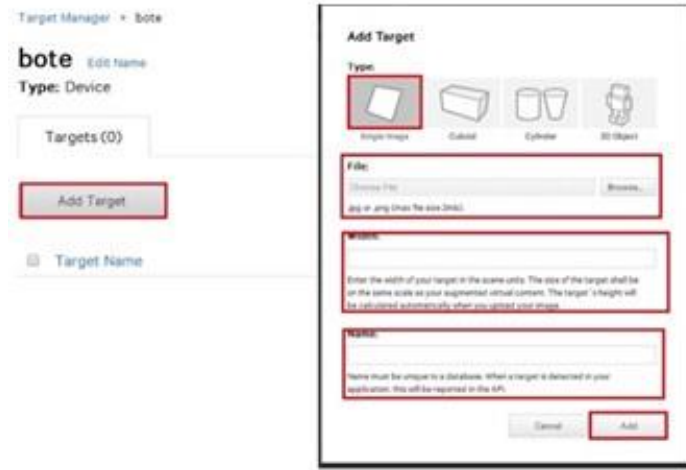 Target Manager > bote
bote Edit Name
Type: Device
Targets (0)
Add Target
Target Name
Add Target
Type:
Single Image
Cuboid
Cylinder
3D Object
File:
Choose File
Browse...
.jpg or .png (max file size 2mb)
Width:
Enter the width of your target in the scene units. The size of the target shall be
on the same scale as your augmented virtual content. The target's height will
be calculated automatically when you upload your image.
Name:
Name must be unique to a database. When a target is detected in your
application, this will be reported in the API.
Cancel
Add